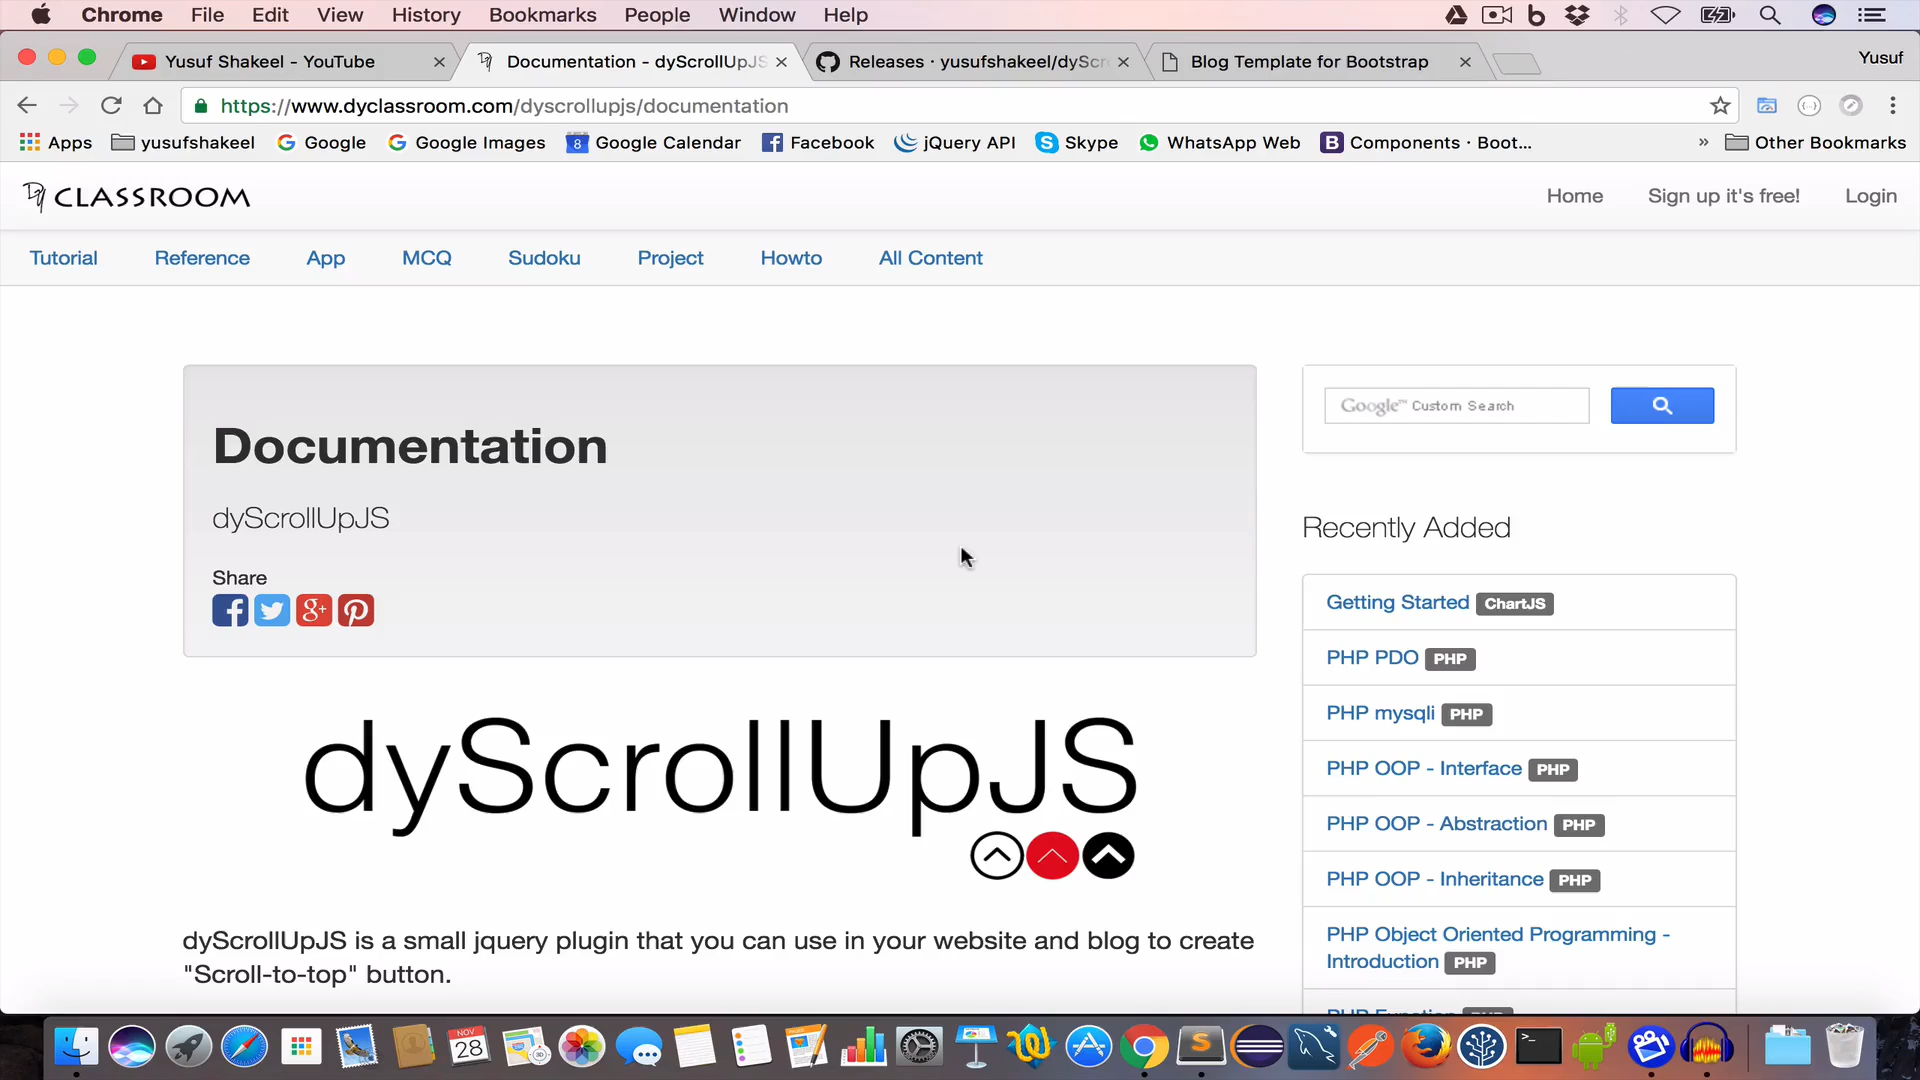 Chrome File Edit View History Bookmarks People Window Help
Yusuf Shakeel - YouTube
Documentation - dyScrollUpJS
Releases · yusufshakeel/dyScr
Blog Template for Bootstrap
Yusuf
https://www.dyclassroom.com/dyscrollupjs/documentation
Apps yusufshakeel Google Google Images 8 Google Calendar Facebook jQuery API Skype WhatsApp Web B Components · Boot... » Other Bookmarks
CLASSROOM
Home Sign up it's free! Login
Tutorial Reference App MCQ Sudoku Project Howto All Content
Documentation
dyScrollUpJS
Share
Google™ Custom Search
Recently Added
Getting Started ChartJS
PHP PDO PHP
PHP mysqli PHP
PHP OOP - Interface PHP
PHP OOP - Abstraction PHP
PHP OOP - Inheritance PHP
PHP Object Oriented Programming -
Introduction PHP
dyScrollUpJS
dyScrollUpJS is a small jquery plugin that you can use in your website and blog to create
"Scroll-to-top" button.
NOV
28